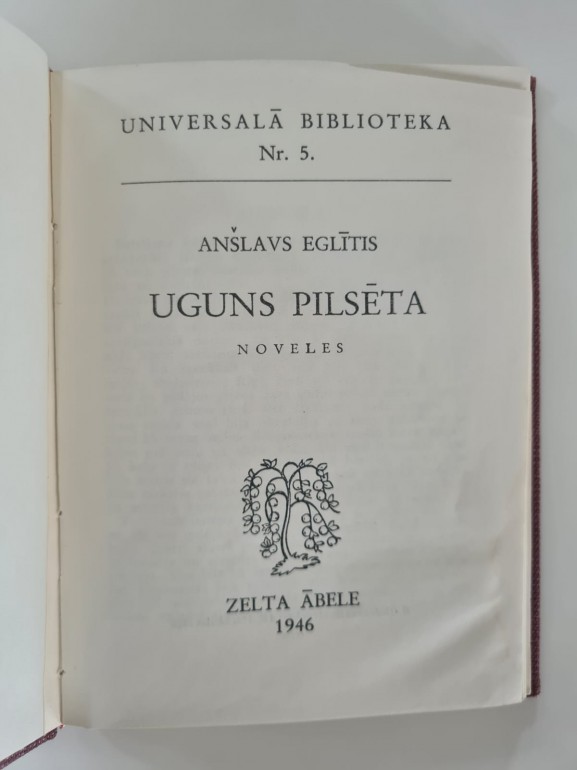 UNIVERSALĀ BIBLIOTEKA
Nr. 5.
ANŠLAVS EGLĪTIS
UGUNS PILSĒTA
NOVELES
ZELTA ĀBELE
1946